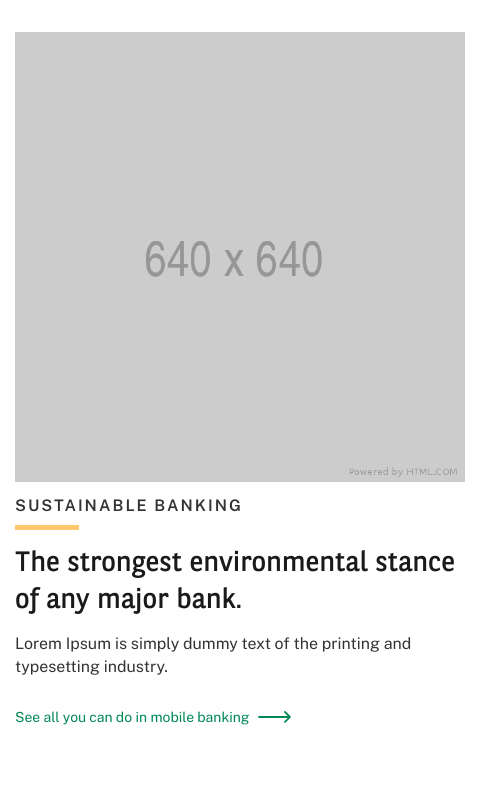 640 x 640
Powered by HTML.COM
SUSTAINABLE BANKING
The strongest environmental stance
of any major bank.
Lorem Ipsum is simply dummy text of the printing and
typesetting industry.
See all you can do in mobile banking